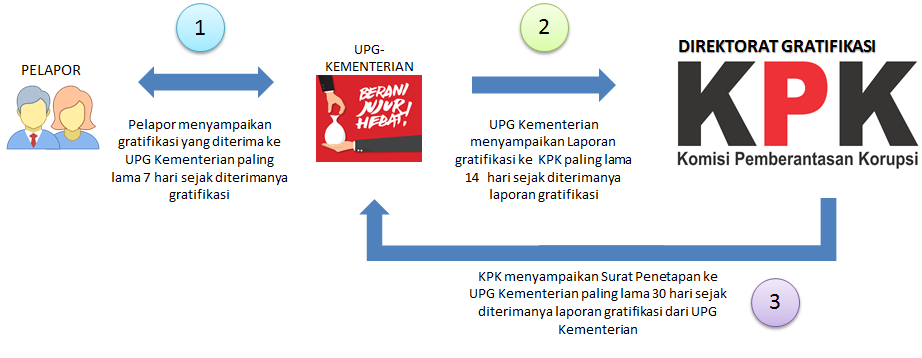 1
2
UPG-
KEMENTERIAN
DIREKTORAT GRATIFIKASI
PELAPOR
BERANI
JUJUR!
HEBAT!
KPK
Komisi Pemberantasan Korupsi
Pelapor menyampaikan
gratifikasi yang diterima ke
UPG Kementerian paling
lama 7 hari sejak diterimanya
gratifikasi
UPG Kementerian
menyampaikan Laporan
gratifikasi ke KPK paling lama
14 hari sejak diterimanya
laporan gratifikasi
KPK menyampaikan Surat Penetapan ke
UPG Kementerian paling lama 30 hari sejak
diterimanya laporan gratifikasi dari UPG
Kementerian
3